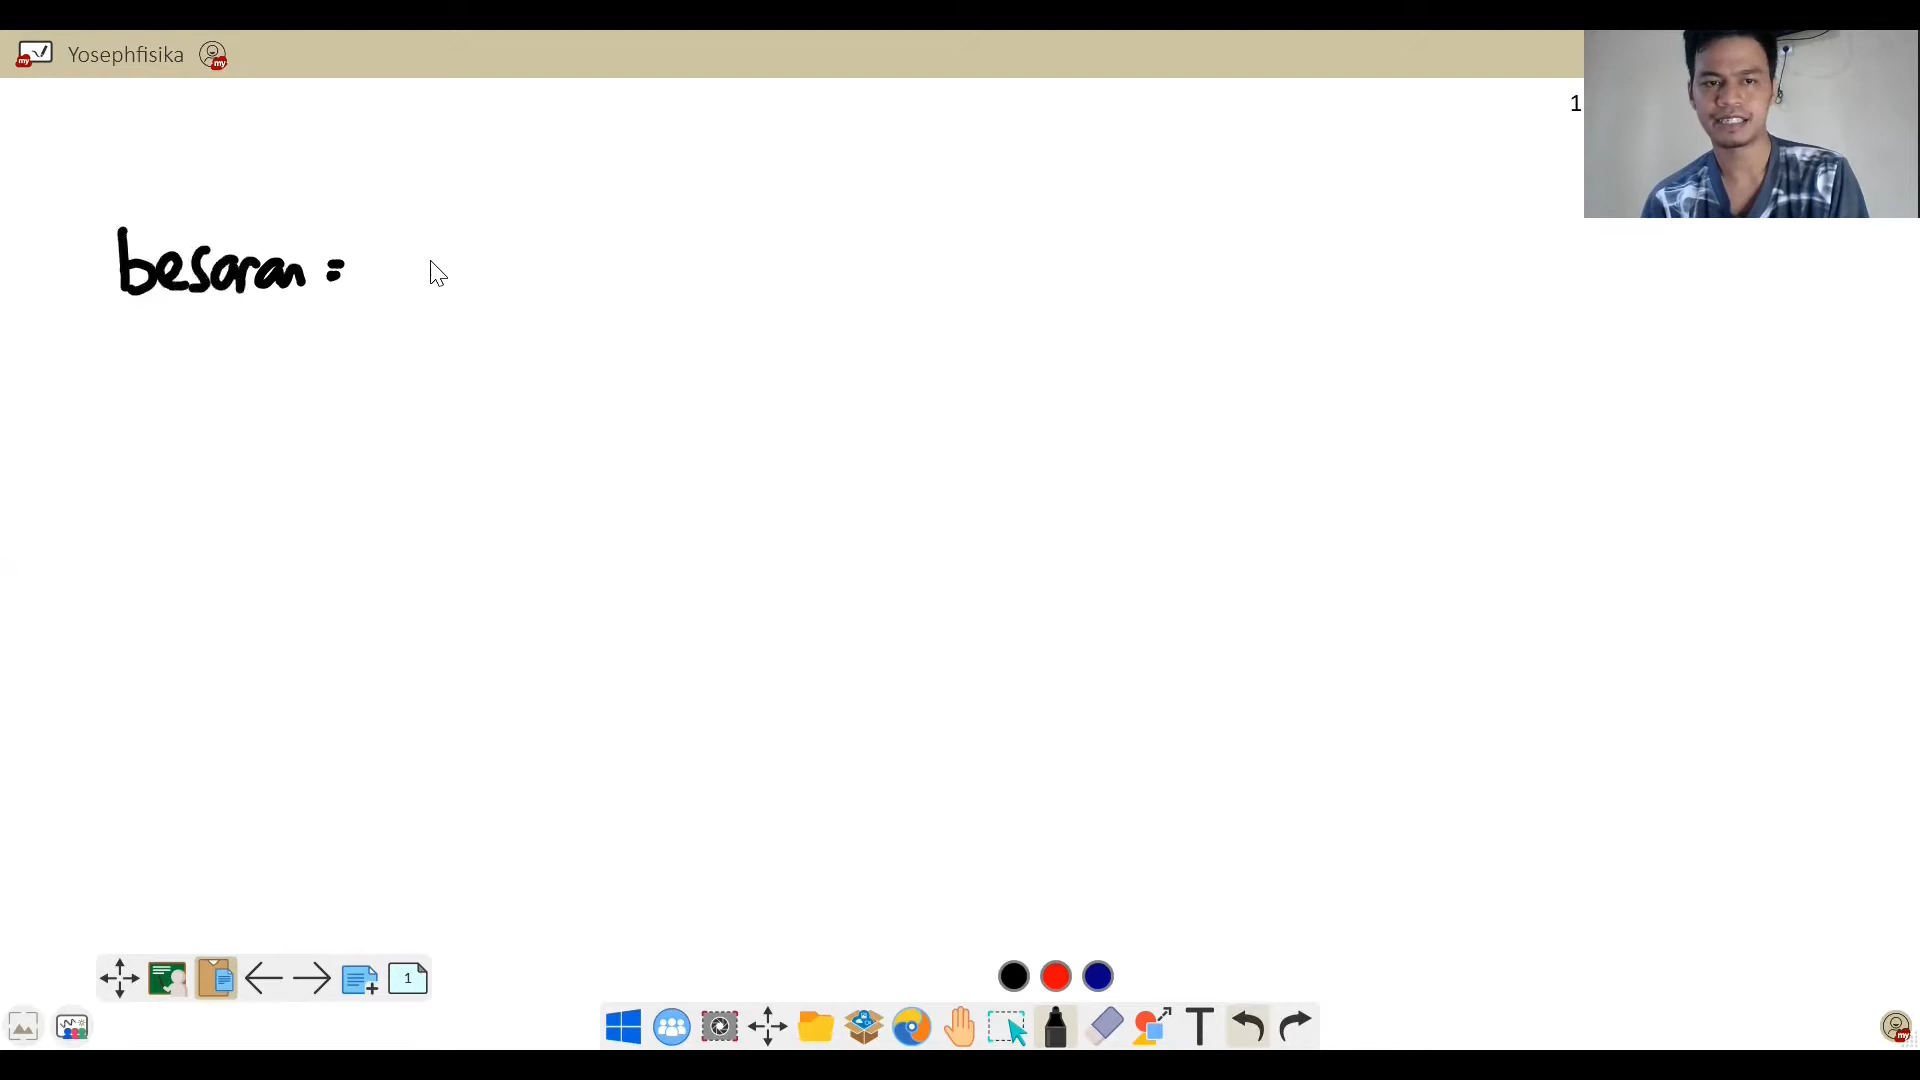 Yosephfisika
1
besaran =
1